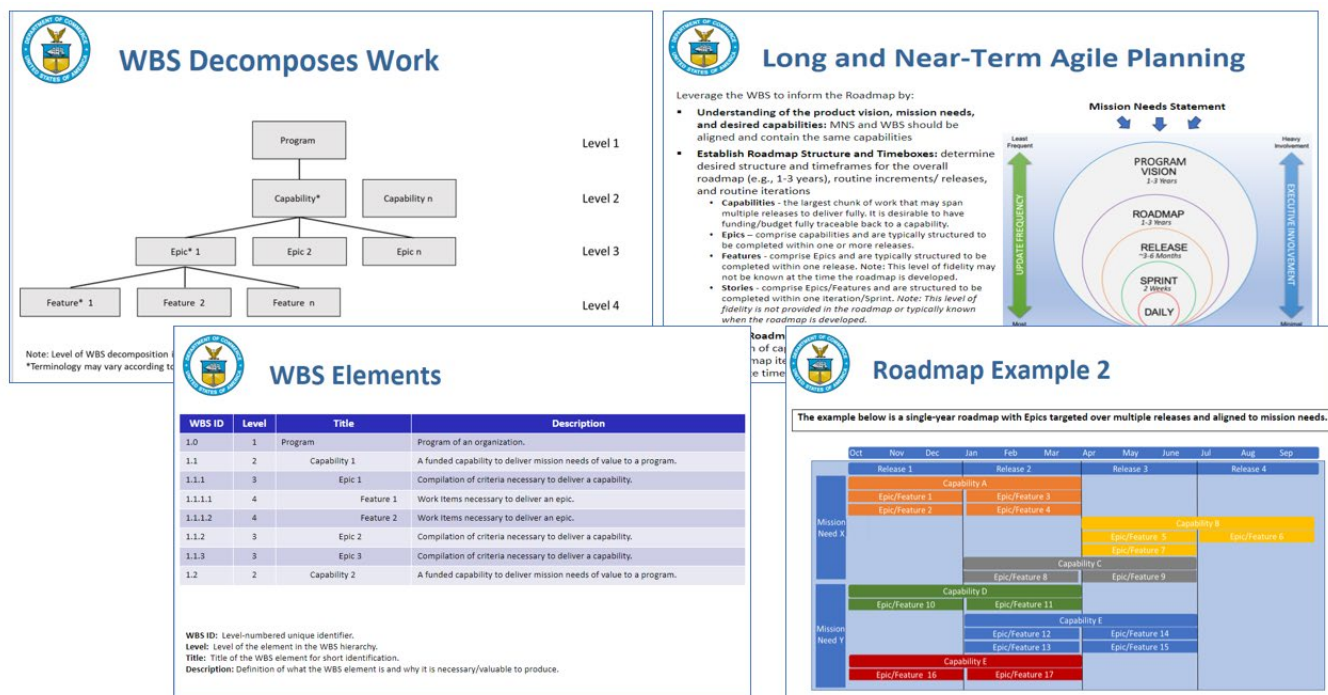 WBS Decomposes Work
Program
Level 1
Capability*
Capability n
Level 2
Epic* 1
Epic 2
Epic n
Level 3
Feature* 1
Feature 2
Feature n
Level 4
Note: Level of WBS decomposition
*Terminology may vary according to
Long and Near-Term Agile Planning
Leverage the WBS to inform the Roadmap by:
▪ Understanding of the product vision, mission needs,
and desired capabilities: MNS and WBS should be
aligned and contain the same capabilities
▪ Establish Roadmap Structure and Timeboxes: determine
desired structure and timeframes for the overall
roadmap (e.g., 1-3 years), routine increments/ releases,
and routine iterations
• Capabilities - the largest chunk of work that may span
multiple releases to deliver fully. It is desirable to have
funding/budget fully traceable back to a capability.
• Epics – comprise capabilities and are typically structured to
be completed within one or more releases.
• Features - comprise Epics and are typically structured to be
completed within one release. Note: This level of fidelity may
not be known at the time the roadmap is developed.
• Stories - comprise Epics/Features and are structured to be
completed within one iteration/Sprint. Note: This level of
fidelity is not provided in the roadmap or typically known
when the roadmap is developed.
Mission Needs Statement
Least
Frequent
Heavy
Involvement
UPDATE FREQUENCY
EXECUTIVE INVOLVEMENT
PROGRAM
VISION
1-3 Years
ROADMAP
1-3 Years
RELEASE
~3-6 Months
SPRINT
2 Weeks
DAILY
WBS Elements
WBS ID Level Title Description
1.0 1 Program Program of an organization.
1.1 2 Capability 1 A funded capability to deliver mission needs of value to a program.
1.1.1 3 Epic 1 Compilation of criteria necessary to deliver a capability.
1.1.1.1 4 Feature 1 Work Items necessary to deliver an epic.
1.1.1.2 4 Feature 2 Work Items necessary to deliver an epic.
1.1.2 3 Epic 2 Compilation of criteria necessary to deliver a capability.
1.1.3 3 Epic 3 Compilation of criteria necessary to deliver a capability.
1.2 2 Capability 2 A funded capability to deliver mission needs of value to a program.
WBS ID: Level-numbered unique identifier.
Level: Level of the element in the WBS hierarchy.
Title: Title of the WBS element for short identification.
Description: Definition of what the WBS element is and why it is necessary/valuable to produce.
Roadmap Example 2
The example below is a single-year roadmap with Epics targeted over multiple releases and aligned to mission needs.
Oct Nov Dec Jan Feb Mar Apr May June Jul Aug Sep
Release 1 Release 2 Release 3 Release 4
Mission
Need X
Capability A
Epic/Feature 1 Epic/Feature 3
Epic/Feature 2 Epic/Feature 4
Capability B
Epic/Feature 5 Epic/Feature 6
Epic/Feature 7
Capability C
Epic/Feature 8 Epic/Feature 9
Mission
Need Y
Capability D
Epic/Feature 10 Epic/Feature 11
Capability E
Epic/Feature 12 Epic/Feature 14
Epic/Feature 13 Epic/Feature 15
Capability E
Epic/Feature 16 Epic/Feature 17